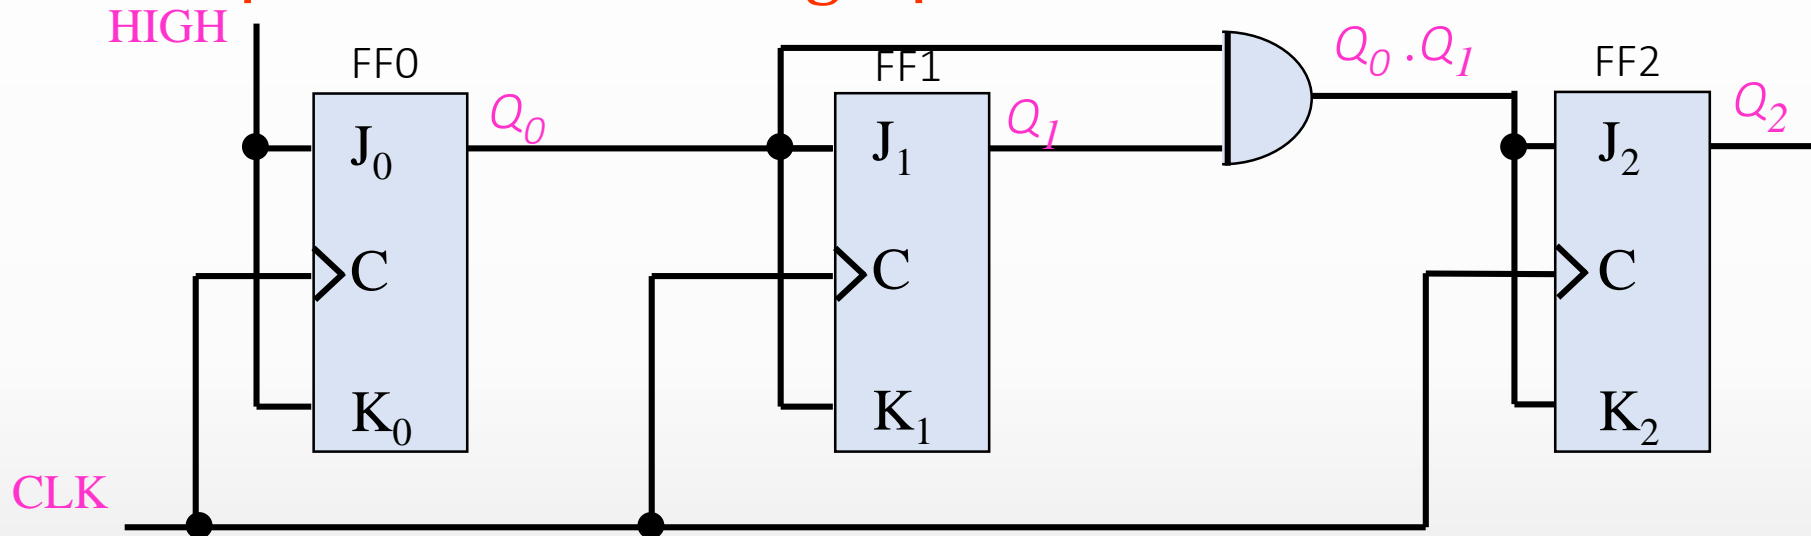 HIGH
FF0
FF1
FF2
Q₀
Q₁
Q₀ .Q₁
Q₂
J₀
C
K₀
J₁
C
K₁
J₂
C
K₂
CLK